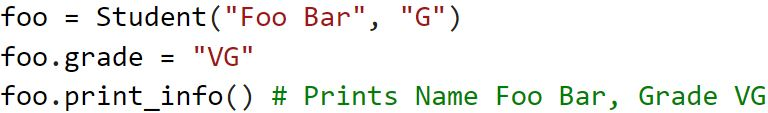 foo = Student("Foo Bar", "G")
foo.grade = "VG"
foo.print_info() # Prints Name Foo Bar, Grade VG